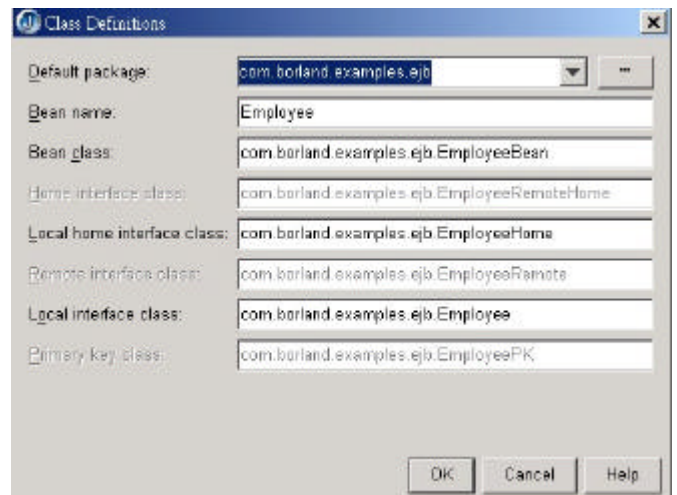 Class Definitions
Default package: com.borland.examples.ejb ...
Bean name: Employee
Bean class: com.borland.examples.ejb.EmployeeBean
Home interface class: com.borland.examples.ejb.EmployeeRemoteHome
Local home interface class: com.borland.examples.ejb.EmployeeHome
Remote interface class: com.borland.examples.ejb.EmployeeRemote
Local interface class: com.borland.examples.ejb.Employee
Primary key class: com.borland.examples.ejb.EmployeePK
OK Cancel Help